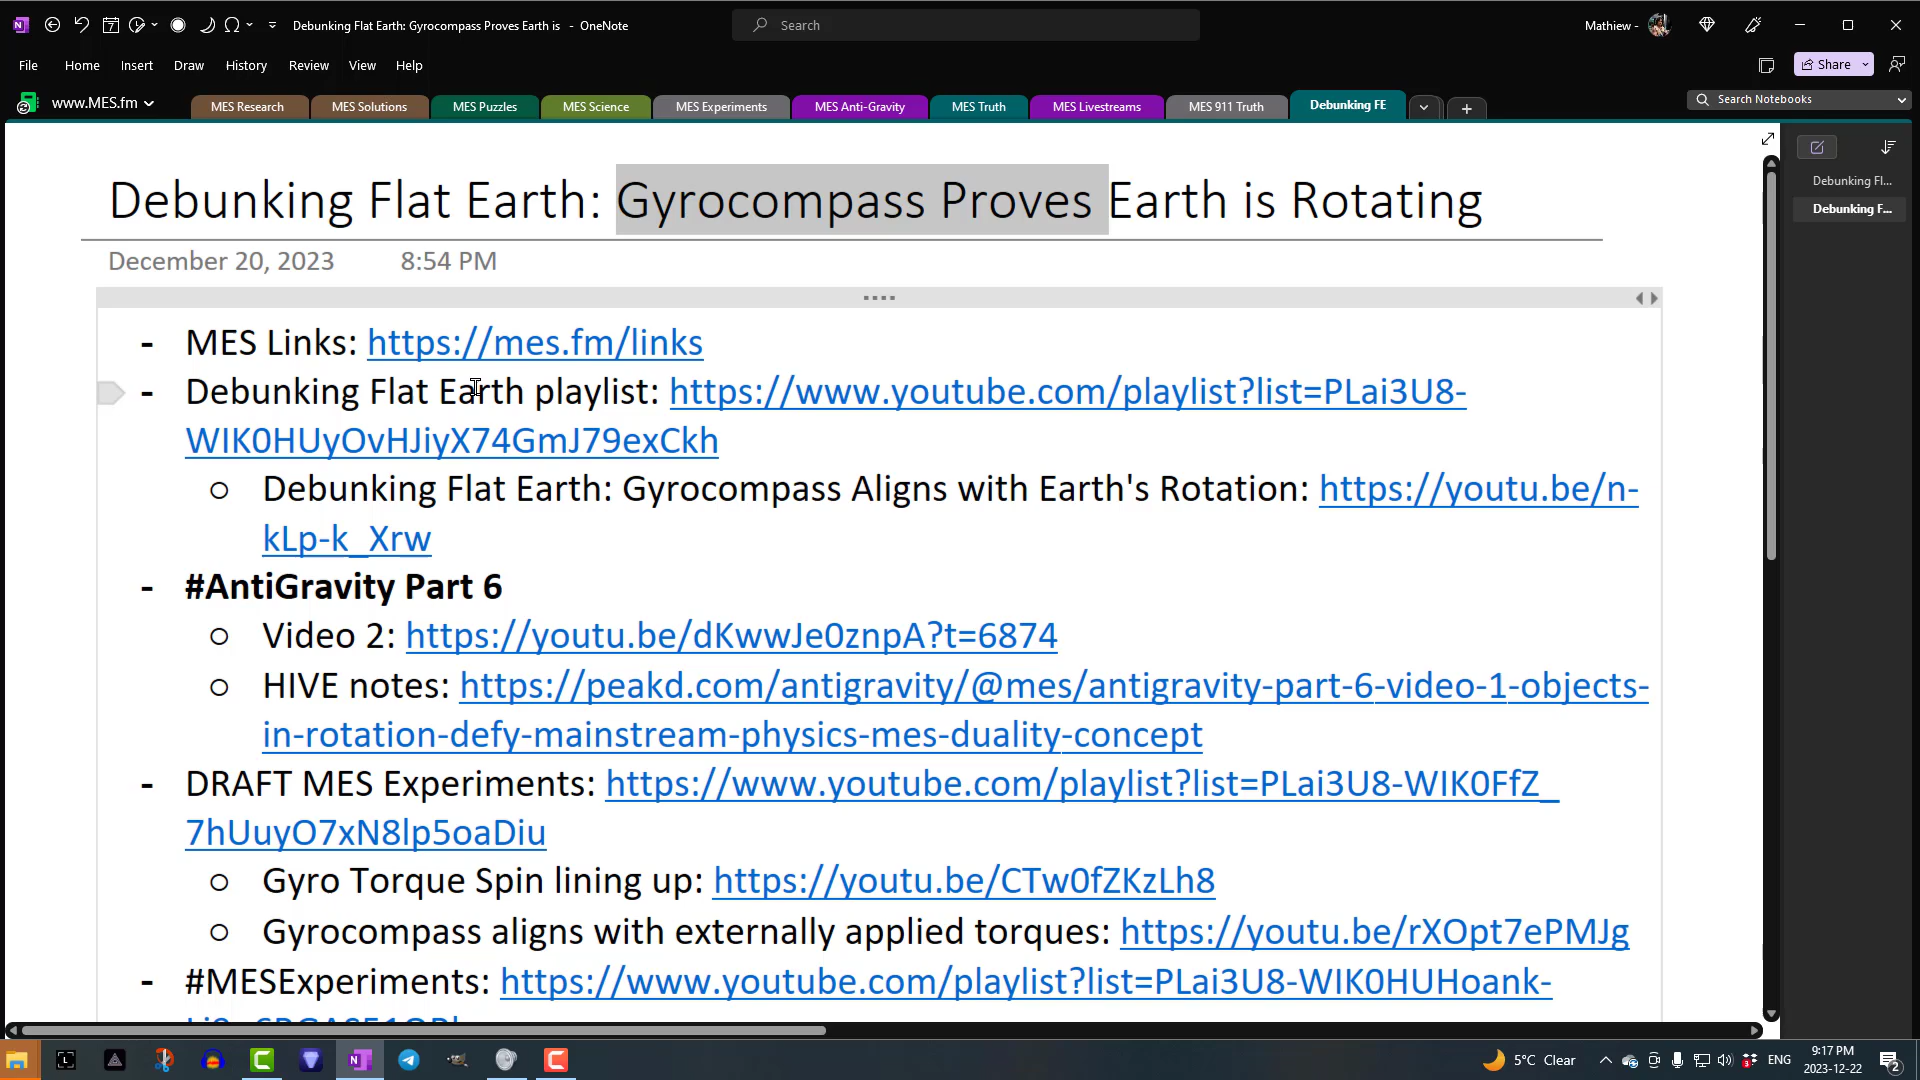 Debunking Flat Earth: Gyrocompass Proves Earth is - OneNote
Search
Mathiew -
File Home Insert Draw History Review View Help
Share
www.MES.fm
MES Research MES Solutions MES Puzzles MES Science MES Experiments MES Anti-Gravity MES Truth MES Livestreams MES 911 Truth Debunking FE
Search Notebooks
Debunking Fl...
Debunking F...
Debunking Flat Earth: Gyrocompass Proves Earth is Rotating
December 20, 2023 8:54 PM
- MES Links: https://mes.fm/links
- Debunking Flat Earth playlist: https://www.youtube.com/playlist?list=PLai3U8-
WIK0HUyOvHJiyX74GmJ79exCkh
○ Debunking Flat Earth: Gyrocompass Aligns with Earth's Rotation: https://youtu.be/n-
kLp-k_Xrw
- #AntiGravity Part 6
○ Video 2: https://youtu.be/dKwwJe0znpA?t=6874
○ HIVE notes: https://peakd.com/antigravity/@mes/antigravity-part-6-video-1-objects-
in-rotation-defy-mainstream-physics-mes-duality-concept
- DRAFT MES Experiments: https://www.youtube.com/playlist?list=PLai3U8-WIK0FfZ_
7hUuyO7xN8lp5oaDiu
○ Gyro Torque Spin lining up: https://youtu.be/CTw0fZKzLh8
○ Gyrocompass aligns with externally applied torques: https://youtu.be/rXOpt7ePMJg
- #MESExperiments: https://www.youtube.com/playlist?list=PLai3U8-WIK0HUHoank-
5°C Clear
ENG
9:17 PM
2023-12-22
2